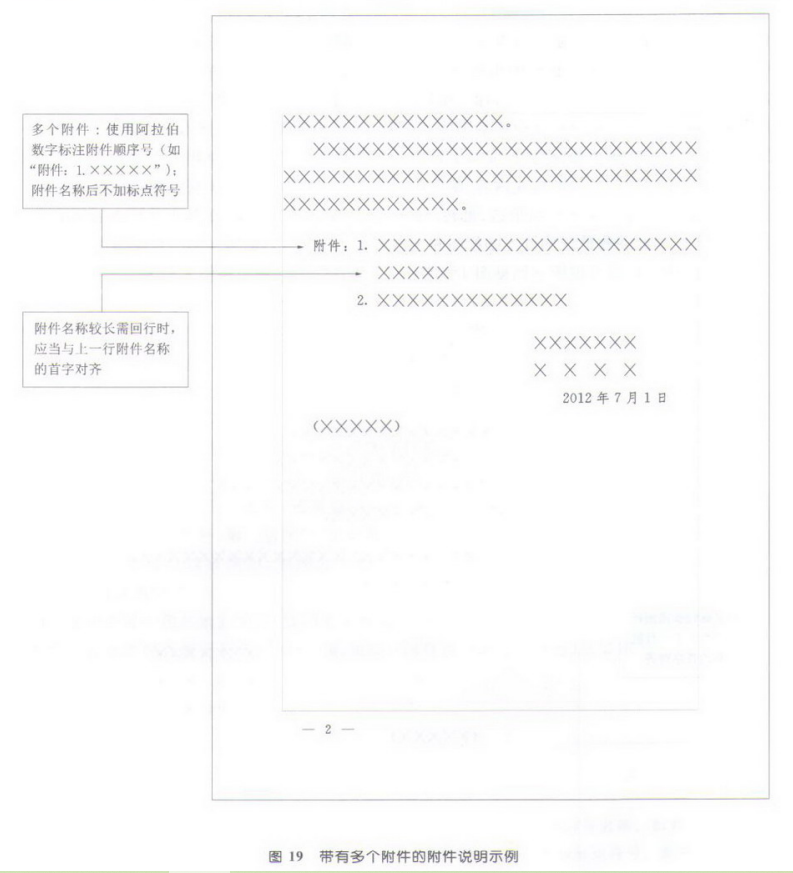 多个附件：使用阿拉伯
数字标注附件顺序号（如
“附件：1.×××××”）；
附件名称后不加标点符号
附件名称较长需回行时，
应当与上一行附件名称
的首字对齐
×××××××××××××××。
××××××××××××××××××××××××××
××××××××××××××××××××××××××××
××××××××××××。
附件：1. ×××××××××××××××××××××
×××××
2. ×××××××××××××
×××××××
× × × ×
2012 年 7 月 1 日
（×××××）
— 2 —
图 19 带有多个附件的附件说明示例